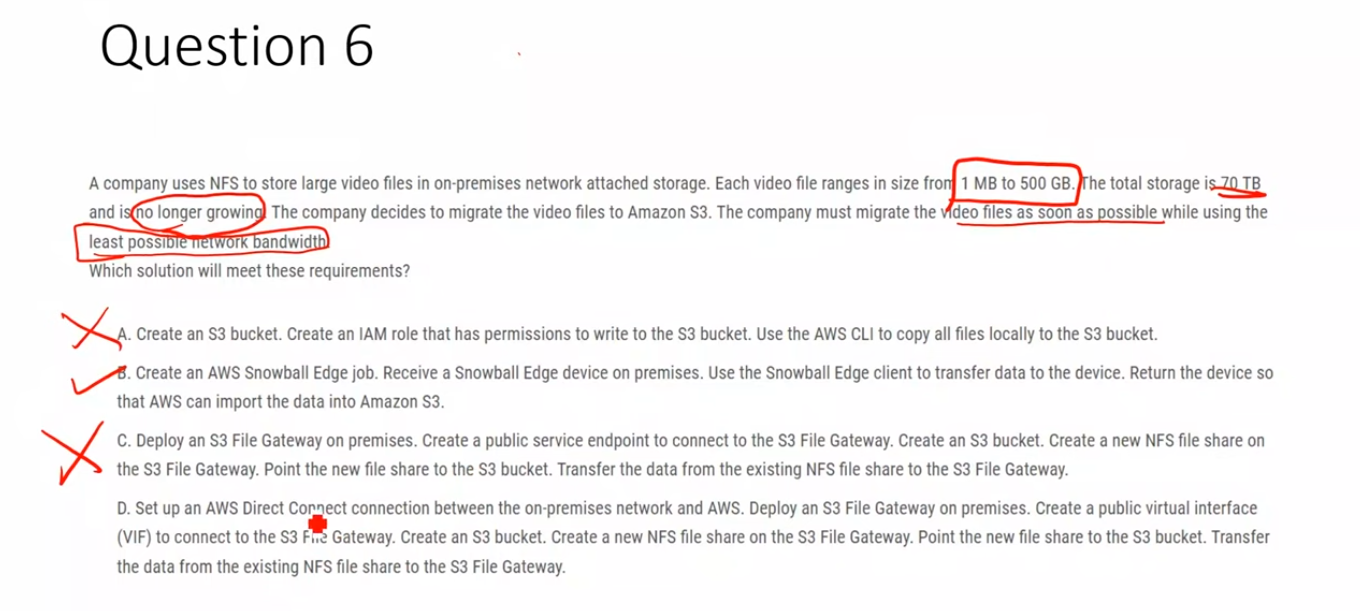 Question 6
A company uses NFS to store large video files in on-premises network attached storage. Each video file ranges in size from 1 MB to 500 GB. The total storage is 70 TB
and is no longer growing. The company decides to migrate the video files to Amazon S3. The company must migrate the video files as soon as possible while using the
least possible network bandwidth.
Which solution will meet these requirements?
A. Create an S3 bucket. Create an IAM role that has permissions to write to the S3 bucket. Use the AWS CLI to copy all files locally to the S3 bucket.
B. Create an AWS Snowball Edge job. Receive a Snowball Edge device on premises. Use the Snowball Edge client to transfer data to the device. Return the device so
that AWS can import the data into Amazon S3.
C. Deploy an S3 File Gateway on premises. Create a public service endpoint to connect to the S3 File Gateway. Create an S3 bucket. Create a new NFS file share on
the S3 File Gateway. Point the new file share to the S3 bucket. Transfer the data from the existing NFS file share to the S3 File Gateway.
D. Set up an AWS Direct Connect connection between the on-premises network and AWS. Deploy an S3 File Gateway on premises. Create a public virtual interface
(VIF) to connect to the S3 File Gateway. Create an S3 bucket. Create a new NFS file share on the S3 File Gateway. Point the new file share to the S3 bucket. Transfer
the data from the existing NFS file share to the S3 File Gateway.